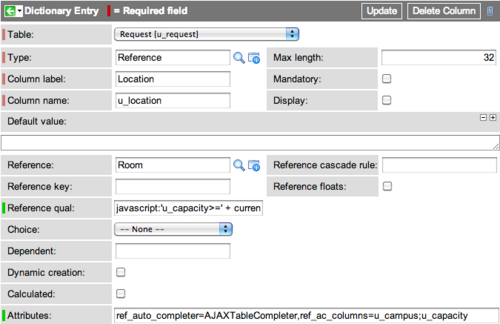 Dictionary Entry = Required field Update Delete Column
Table: Request [u_request]
Type: Reference Max length: 32
Column label: Location Mandatory:
Column name: u_location Display:
Default value:
Reference: Room Reference cascade rule:
Reference key: Reference floats:
Reference qual: javascript:'u_capacity>=' + curren
Choice: -- None --
Dependent:
Dynamic creation:
Calculated:
Attributes: ref_auto_completer=AJAXTableCompleter,ref_ac_columns=u_campus;u_capacity